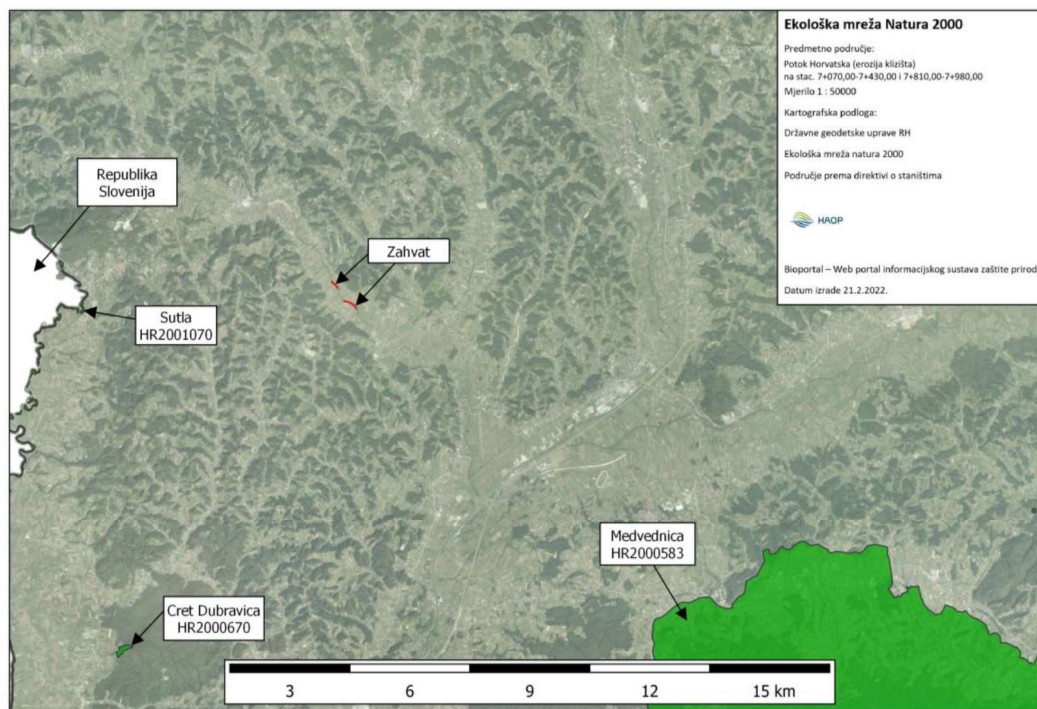 Ekološka mreža Natura 2000
Predmetno područje:
Potok Horvatska (erozija klizišta)
na stac. 7+070,00-7+430,00 i 7+810,00-7+980,00
Mjerilo 1 : 50000
Kartografska podloga:
Državne geodetske uprave RH
Ekološka mreža natura 2000
Područje prema direktivi o staništima
HAOP
Bioportal – Web portal informacijskog sustava zaštite prirod
Datum izrade 21.2.2022.
Republika
Slovenija
Zahvat
Sutla
HR2001070
Medvednica
HR2000583
Cret Dubravica
HR2000670
3 6 9 12 15 km